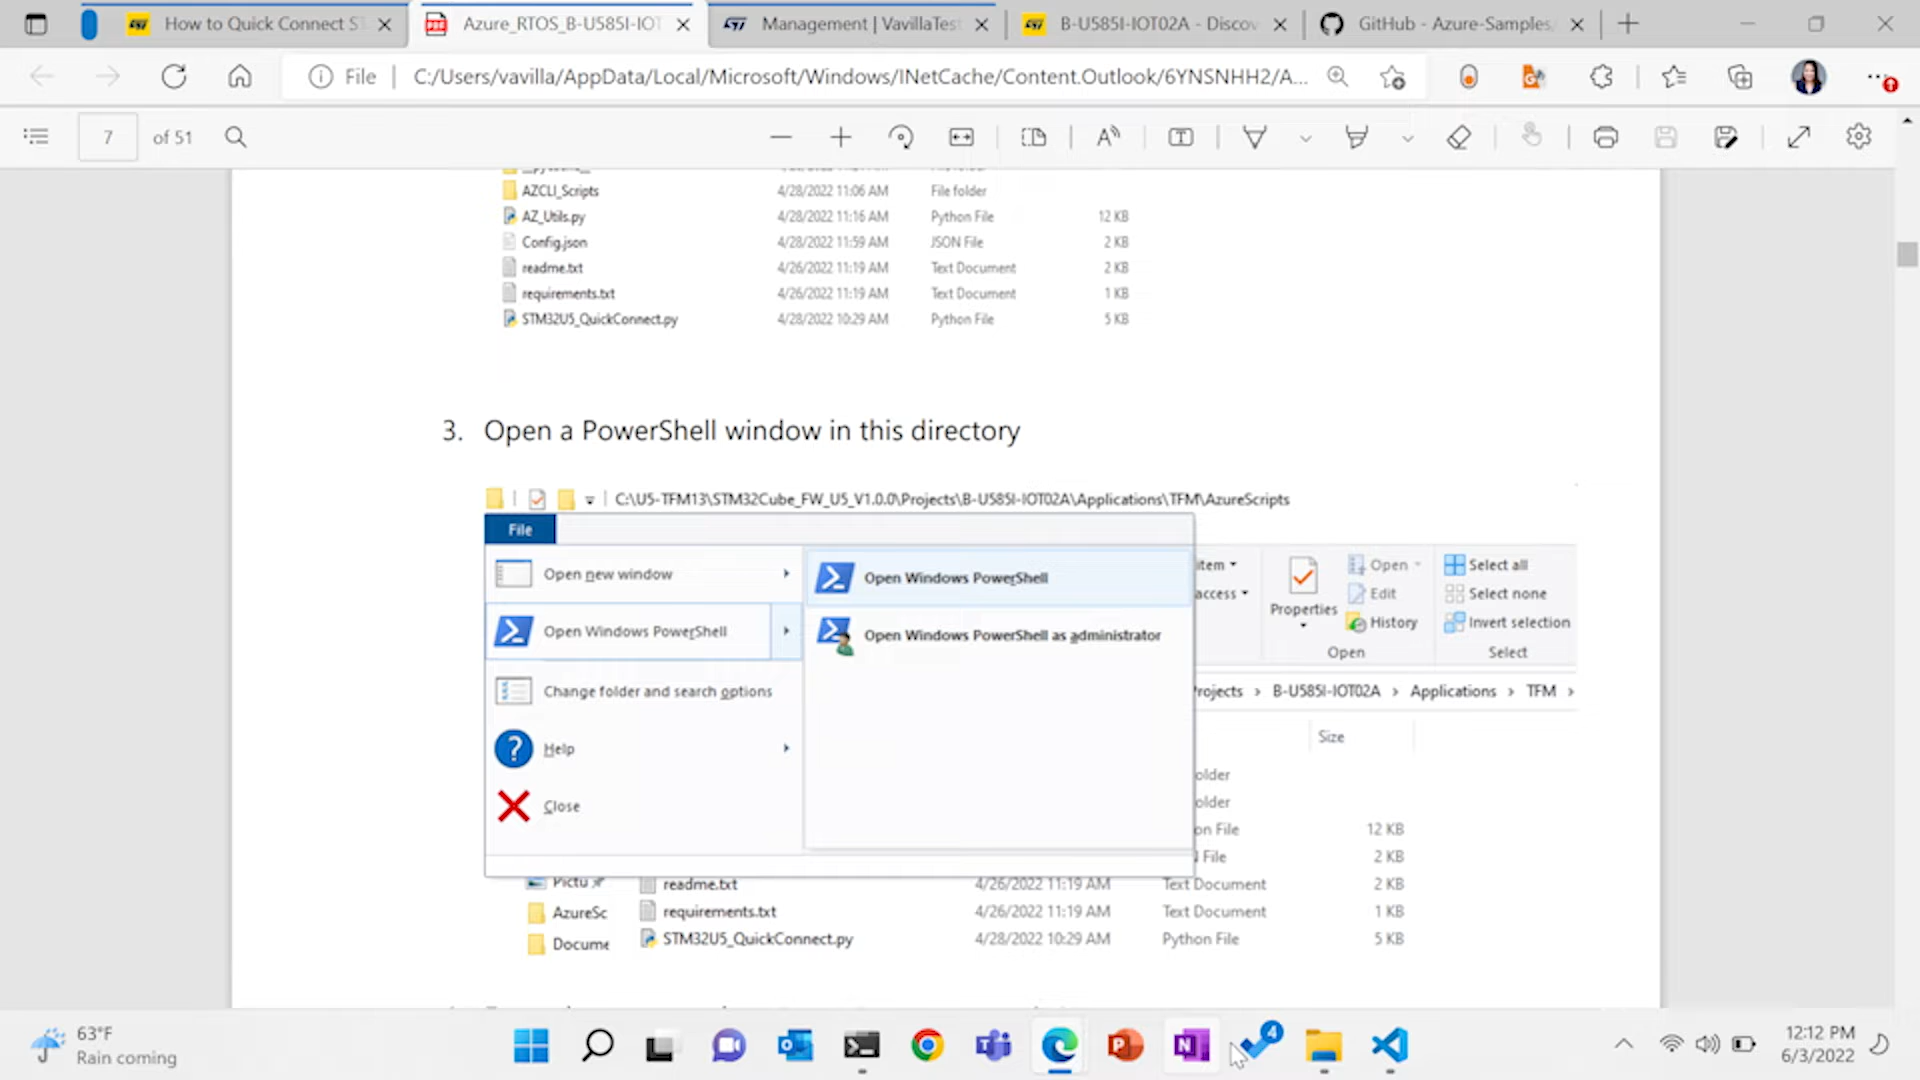 How to Quick Connect S
Azure_RTOS_B-U585I-IOT
Management | VavillaTest
B-U585I-IOT02A - Discov
GitHub - Azure-Samples
File
C:/Users/vavilla/AppData/Local/Microsoft/Windows/INetCache/Content.Outlook/6YNSNHH2/A...
7 of 51
AZCLI_Scripts 4/28/2022 11:06 AM File folder
AZ_Utils.py 4/28/2022 11:16 AM Python File 12 KB
Config.json 4/28/2022 11:59 AM JSON File 2 KB
readme.txt 4/26/2022 11:19 AM Text Document 2 KB
requirements.txt 4/26/2022 11:19 AM Text Document 1 KB
STM32U5_QuickConnect.py 4/28/2022 10:29 AM Python File 5 KB
3. Open a PowerShell window in this directory
C:\U5-TFM13\STM32Cube_FW_U5_V1.0.0\Projects\B-U585I-IOT02A\Applications\TFM\AzureScripts
File
Open new window
Open Windows PowerShell
Change folder and search options
Help
Close
Open Windows PowerShell
Open Windows PowerShell as administrator
item
access
Properties
Open
Edit
History
Open
Select all
Select none
Invert selection
Select
Projects > B-U585I-IOT02A > Applications > TFM >
Size
older
older
on File 12 KB
File 2 KB
Pictu readme.txt 4/26/2022 11:19 AM Text Document 2 KB
AzureSc requirements.txt 4/26/2022 11:19 AM Text Document 1 KB
Docume STM32U5_QuickConnect.py 4/28/2022 10:29 AM Python File 5 KB
63°F
Rain coming
4
12:12 PM
6/3/2022